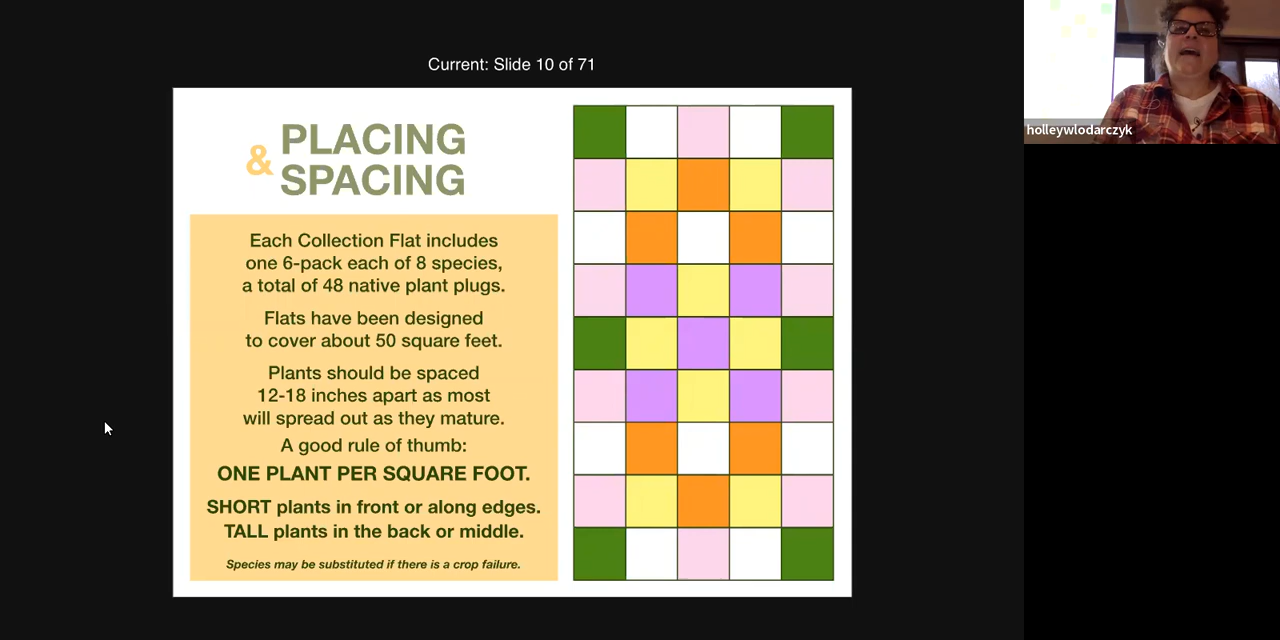 Current: Slide 10 of 71
holleywlodarczyk
& PLACING
SPACING
Each Collection Flat includes
one 6-pack each of 8 species,
a total of 48 native plant plugs.
Flats have been designed
to cover about 50 square feet.
Plants should be spaced
12-18 inches apart as most
will spread out as they mature.
A good rule of thumb:
ONE PLANT PER SQUARE FOOT.
SHORT plants in front or along edges.
TALL plants in the back or middle.
Species may be substituted if there is a crop failure.